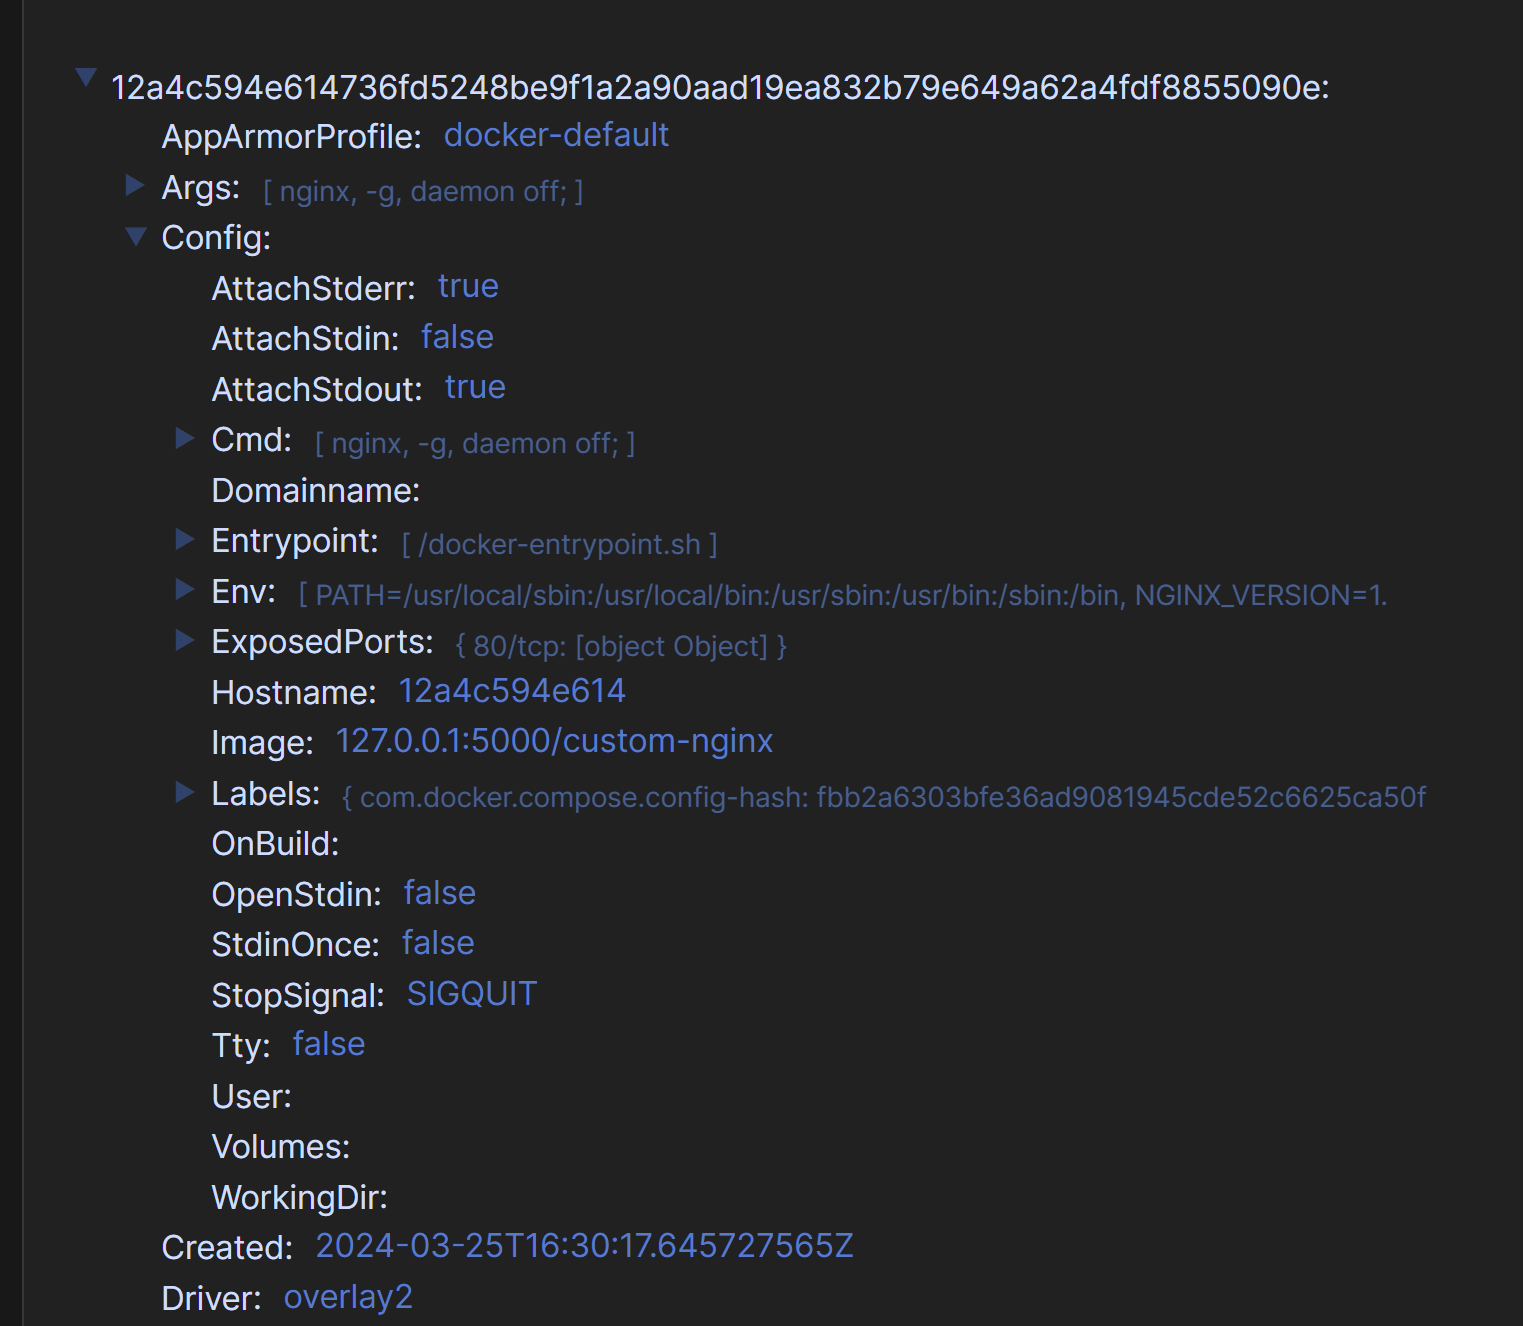 12a4c594e614736fd5248be9f1a2a90aad19ea832b79e649a62a4fdf8855090e:
AppArmorProfile: docker-default
Args: [ nginx, -g, daemon off; ]
Config:
AttachStderr: true
AttachStdin: false
AttachStdout: true
Cmd: [ nginx, -g, daemon off; ]
Domainname:
Entrypoint: [ /docker-entrypoint.sh ]
Env: [ PATH=/usr/local/sbin:/usr/local/bin:/usr/sbin:/usr/bin:/sbin:/bin, NGINX_VERSION=1.
ExposedPorts: { 80/tcp: [object Object] }
Hostname: 12a4c594e614
Image: 127.0.0.1:5000/custom-nginx
Labels: { com.docker.compose.config-hash: fbb2a6303bfe36ad9081945cde52c6625ca50f
OnBuild:
OpenStdin: false
StdinOnce: false
StopSignal: SIGQUIT
Tty: false
User:
Volumes:
WorkingDir:
Created: 2024-03-25T16:30:17.645727565Z
Driver: overlay2